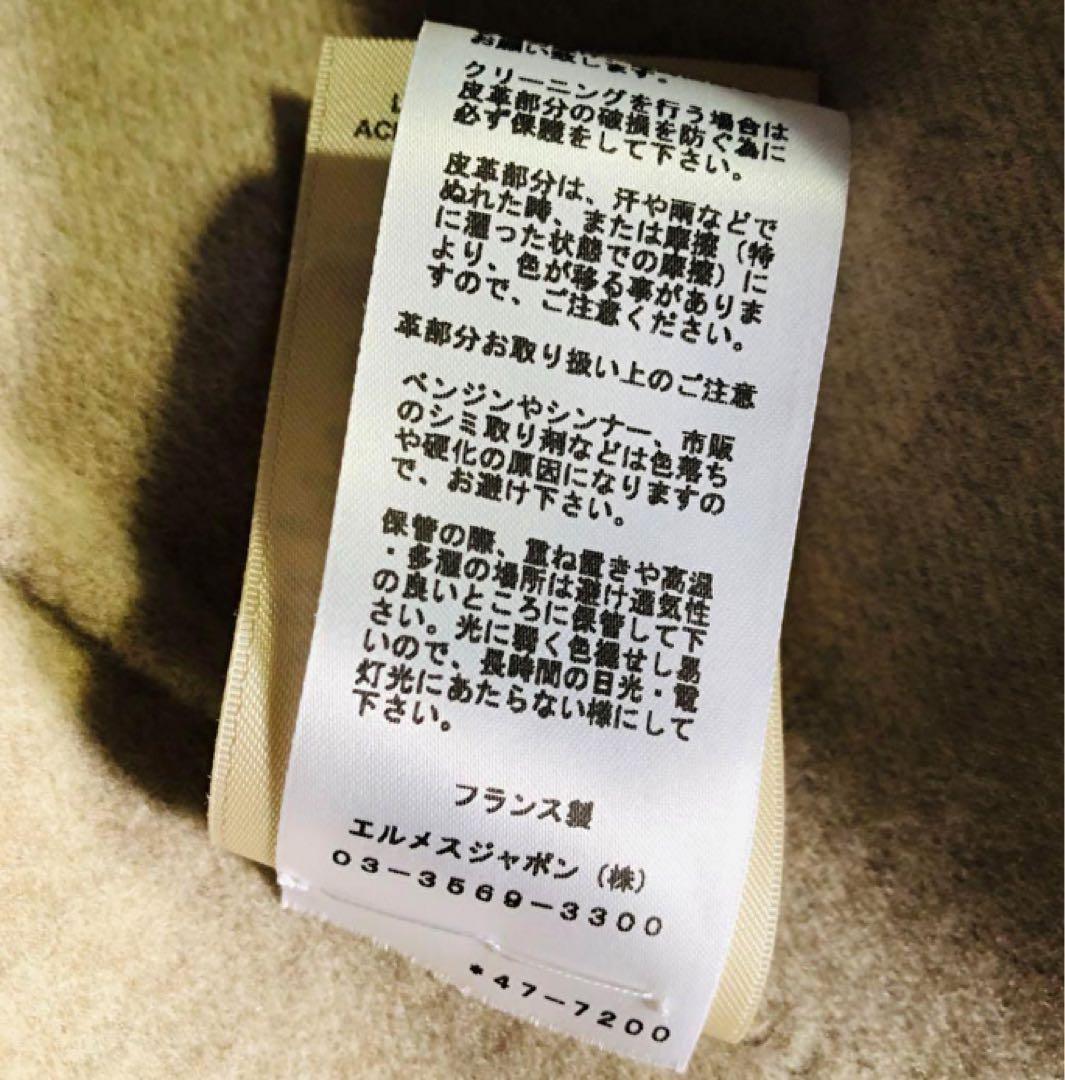 お願い致します。
クリーニングを行う場合は
皮革部分の破損を防ぐ為に
必ず保護をして下さい。
皮革部分は、汗や雨などで
ぬれた時、または摩擦（特
に湿った状態での摩擦）に
より、色が移る事がありま
すので、ご注意ください。
革部分お取り扱い上のご注意
ベンジンやシンナー、市販
のシミ取り剤などは色落ち
や硬化の原因になりますの
で、お避け下さい。
保管の際、重ね置きや高温
・多湿の場所は避け通気性
の良いところに保管して下
さい。光に弱く色褪せし易
いので、長時間の日光・電
灯光にあたらない様にして
下さい。
フランス製
エルメスジャポン（株）
03-3569-3300
*47-7200